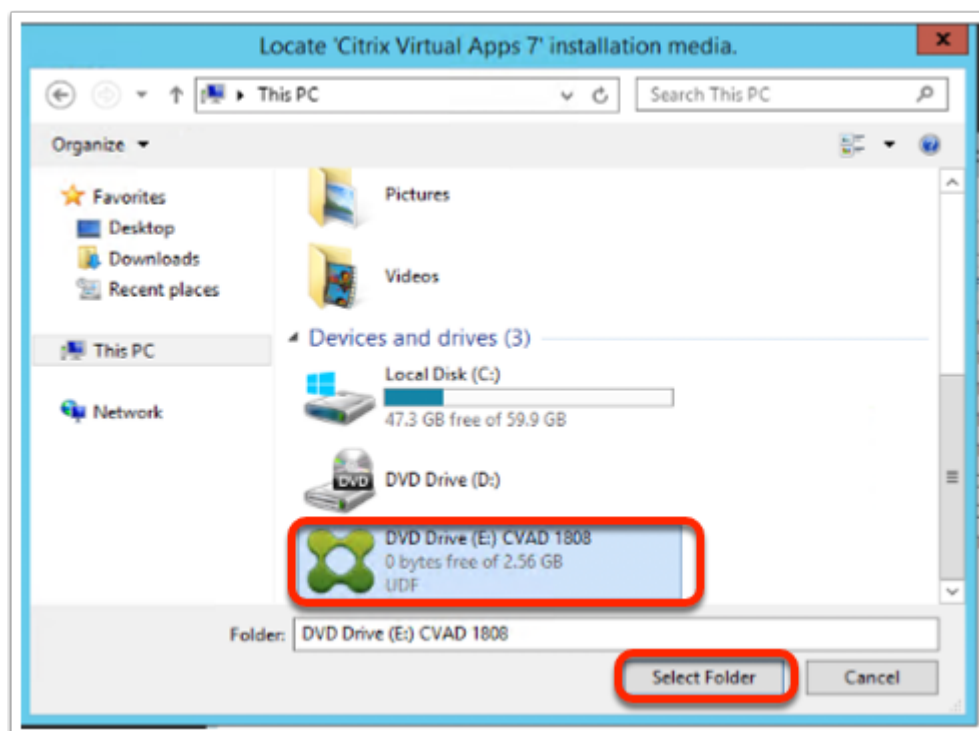 Locate 'Citrix Virtual Apps 7' installation media.
x
This PC
Search This PC
Organize
Favorites
Desktop
Downloads
Recent places
This PC
Network
Pictures
Videos
Devices and drives (3)
Local Disk (C:)
47.3 GB free of 59.9 GB
DVD
DVD Drive (D:)
DVD Drive (E:) CVAD 1808
0 bytes free of 2.56 GB
UDF
Folder: DVD Drive (E:) CVAD 1808
Select Folder
Cancel